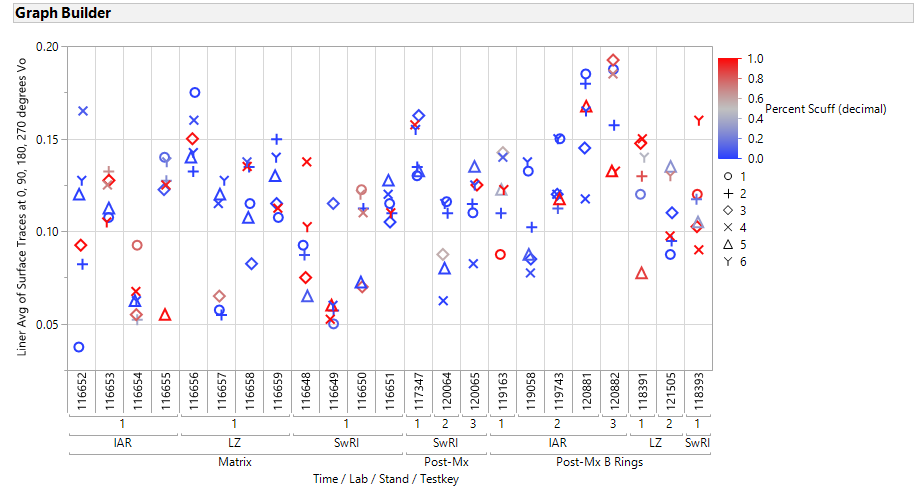 Graph Builder
Liner Avg of Surface Traces at 0, 90, 180, 270 degrees Vo
0.20
0.15
0.10
0.05
116652 116653 116654 116655 116656 116657 116658 116659 116648 116649 116650 116651 117347 120064 120065 119163 119058 119743 120881 120882 118391 121505 118393
1 1 1 1 2 3 1 2 3 1 2 1
IAR LZ SwRI SwRI IAR LZ SwRI
Matrix Post-Mx Post-Mx B Rings
Time / Lab / Stand / Testkey
1.0
0.8
0.6
0.4
0.2
0.0
Percent Scuff (decimal)
1
2
3
4
5
6